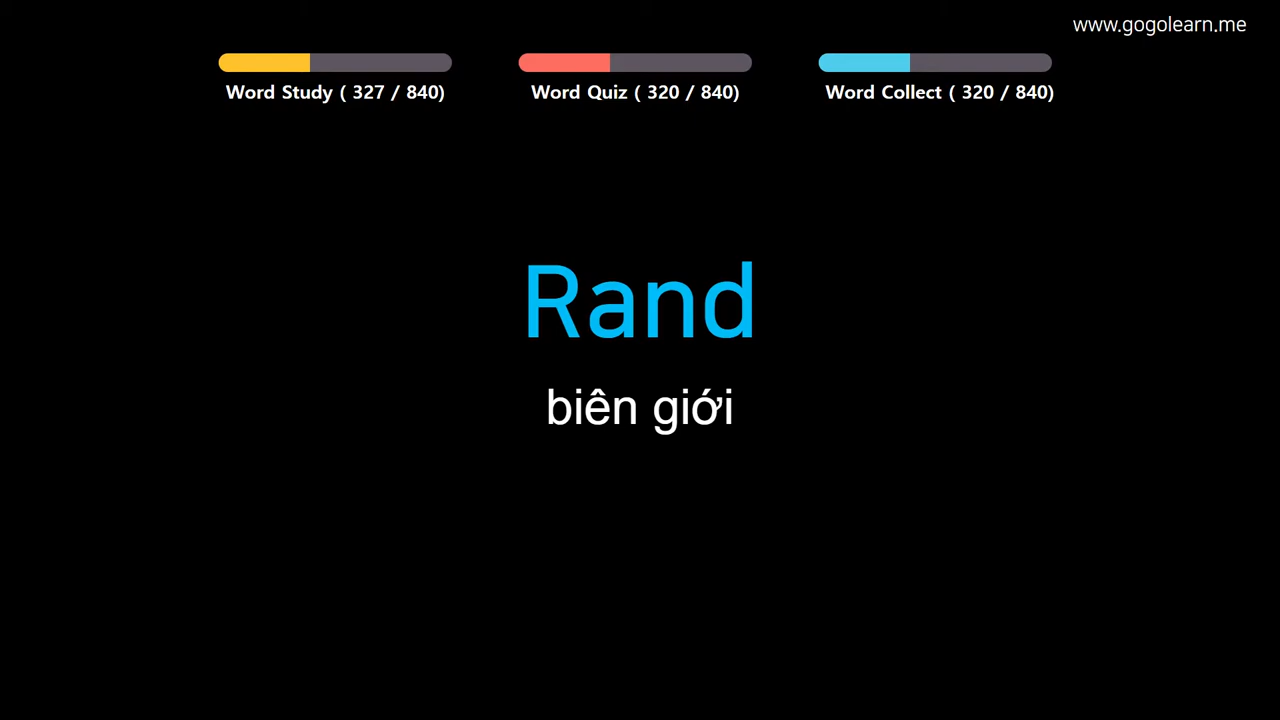 www.gogolearn.me
Word Study ( 327 / 840)
Word Quiz ( 320 / 840)
Word Collect ( 320 / 840)
Rand
biên giới